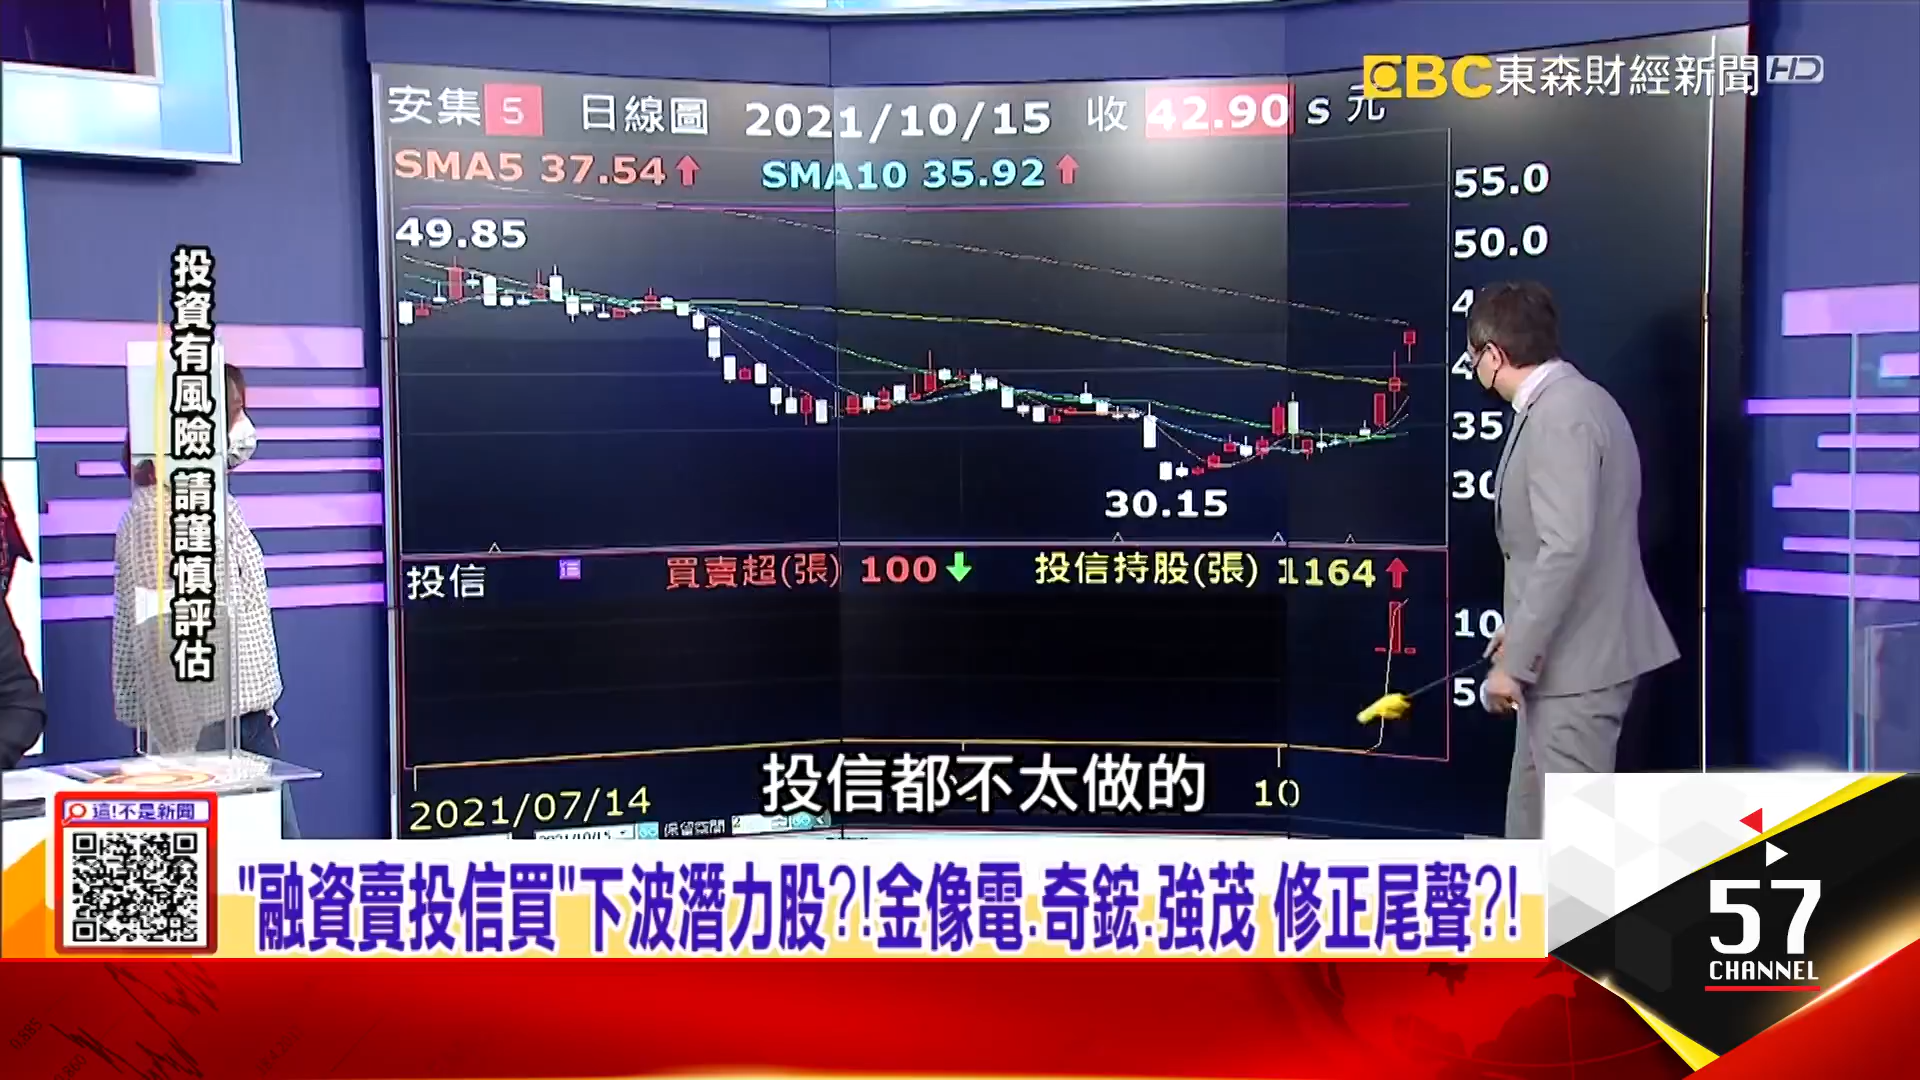 EBC 東森財經新聞 HD
安集 5 日線圖 2021/10/15 收 42.90 s 元
SMA5 37.54 SMA10 35.92
49.85
55.0
50.0
35
30
30.15
投信 買賣超(張) 100 投信持股(張) 1164
10
2021/07/14
10
投資有風險 請謹慎評估
投信都不太做的
這!不是新聞
"融資賣投信買"下波潛力股?!金像電.奇鋐.強茂 修正尾聲?!
57
CHANNEL